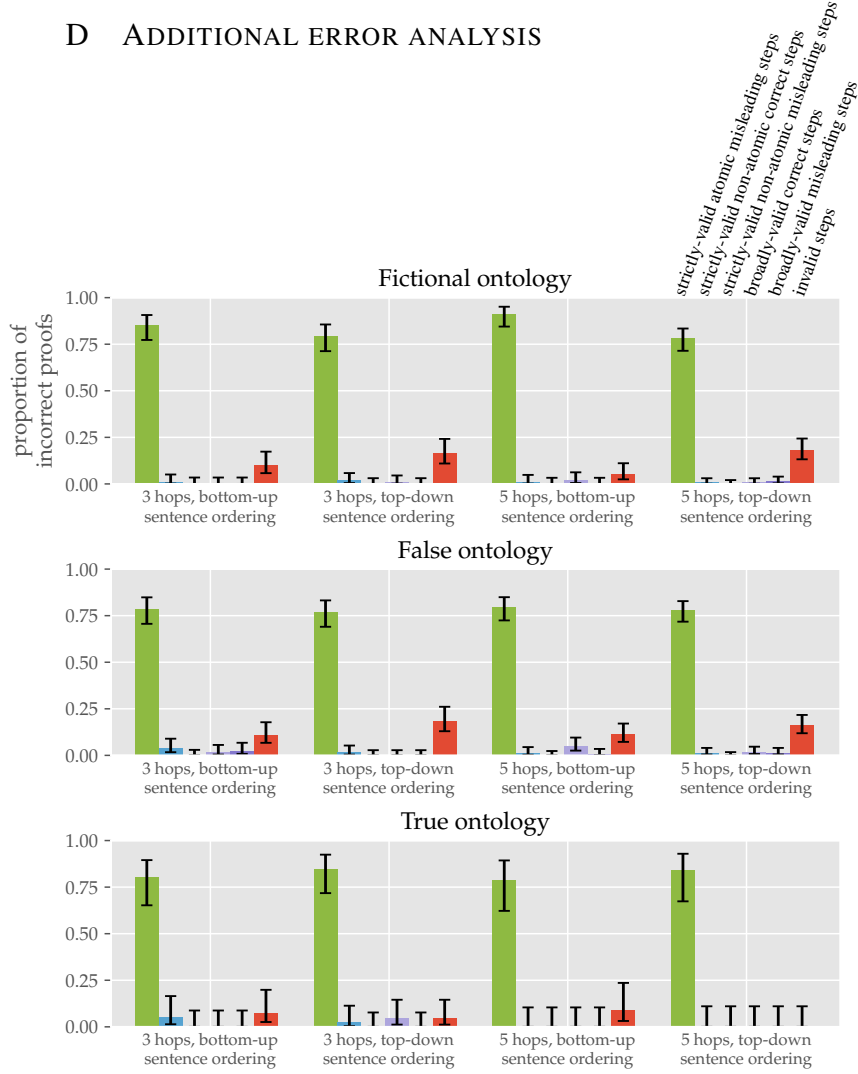 D ADDITIONAL ERROR ANALYSIS
strictly-valid atomic misleading steps
strictly-valid non-atomic correct steps
strictly-valid non-atomic misleading steps
broadly-valid correct steps
broadly-valid misleading steps
invalid steps
Fictional ontology
proportion of
incorrect proofs
1.00
0.75
0.50
0.25
0.00
3 hops, bottom-up
sentence ordering
3 hops, top-down
sentence ordering
5 hops, bottom-up
sentence ordering
5 hops, top-down
sentence ordering
False ontology
1.00
0.75
0.50
0.25
0.00
3 hops, bottom-up
sentence ordering
3 hops, top-down
sentence ordering
5 hops, bottom-up
sentence ordering
5 hops, top-down
sentence ordering
True ontology
1.00
0.75
0.50
0.25
0.00
3 hops, bottom-up
sentence ordering
3 hops, top-down
sentence ordering
5 hops, bottom-up
sentence ordering
5 hops, top-down
sentence ordering